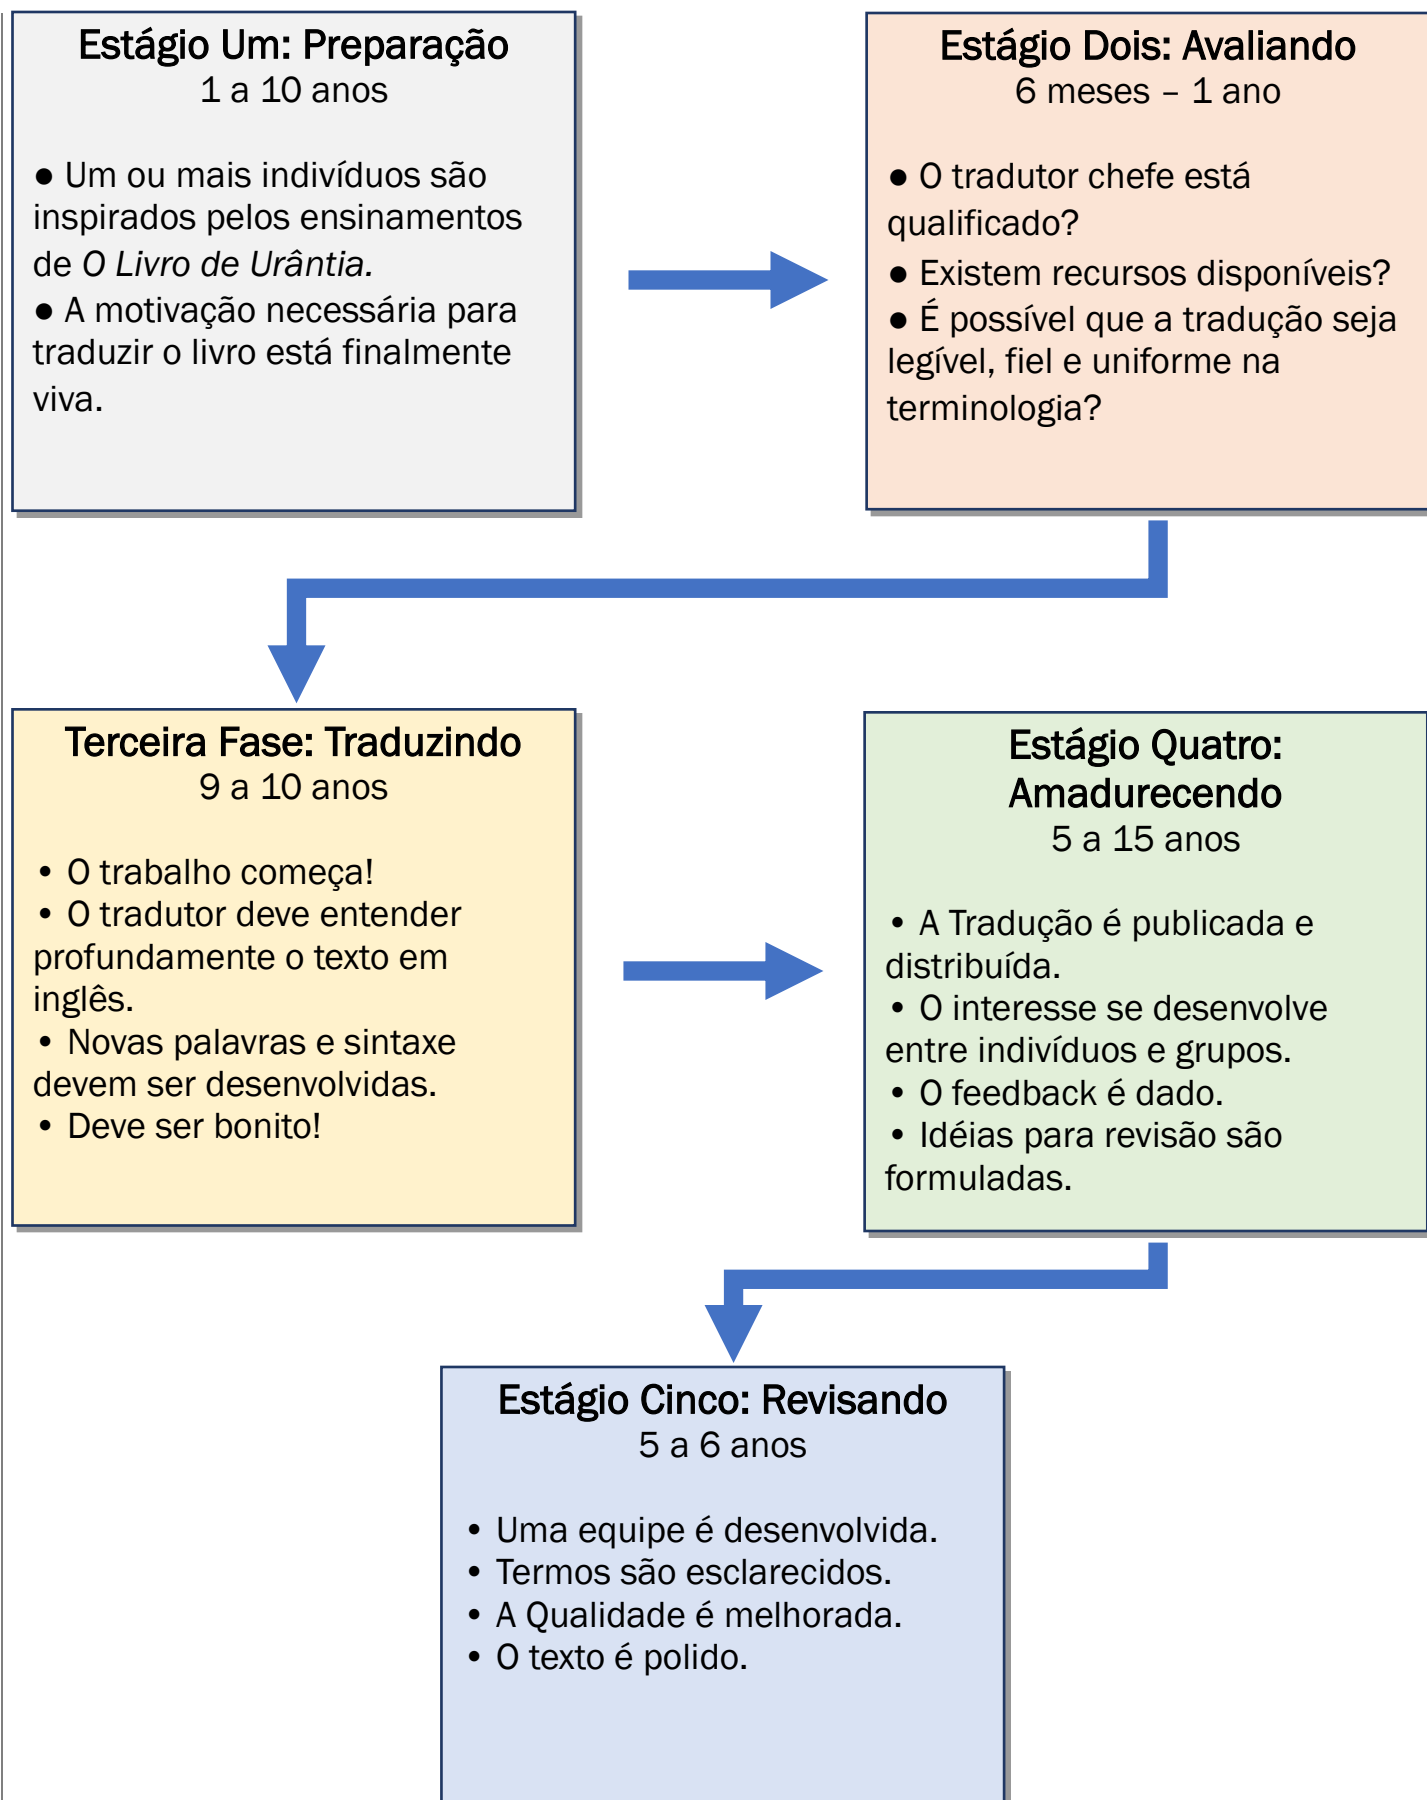 Estágio Um: Preparação
1 a 10 anos
● Um ou mais indivíduos são
inspirados pelos ensinamentos
de O Livro de Urântia.
● A motivação necessária para
traduzir o livro está finalmente
viva.
Estágio Dois: Avaliando
6 meses – 1 ano
● O tradutor chefe está
qualificado?
● Existem recursos disponíveis?
● É possível que a tradução seja
legível, fiel e uniforme na
terminologia?
Terceira Fase: Traduzindo
9 a 10 anos
• O trabalho começa!
• O tradutor deve entender
profundamente o texto em
inglês.
• Novas palavras e sintaxe
devem ser desenvolvidas.
• Deve ser bonito!
Estágio Quatro:
Amadurecendo
5 a 15 anos
• A Tradução é publicada e
distribuída.
• O interesse se desenvolve
entre indivíduos e grupos.
• O feedback é dado.
• Idéias para revisão são
formuladas.
Estágio Cinco: Revisando
5 a 6 anos
• Uma equipe é desenvolvida.
• Termos são esclarecidos.
• A Qualidade é melhorada.
• O texto é polido.